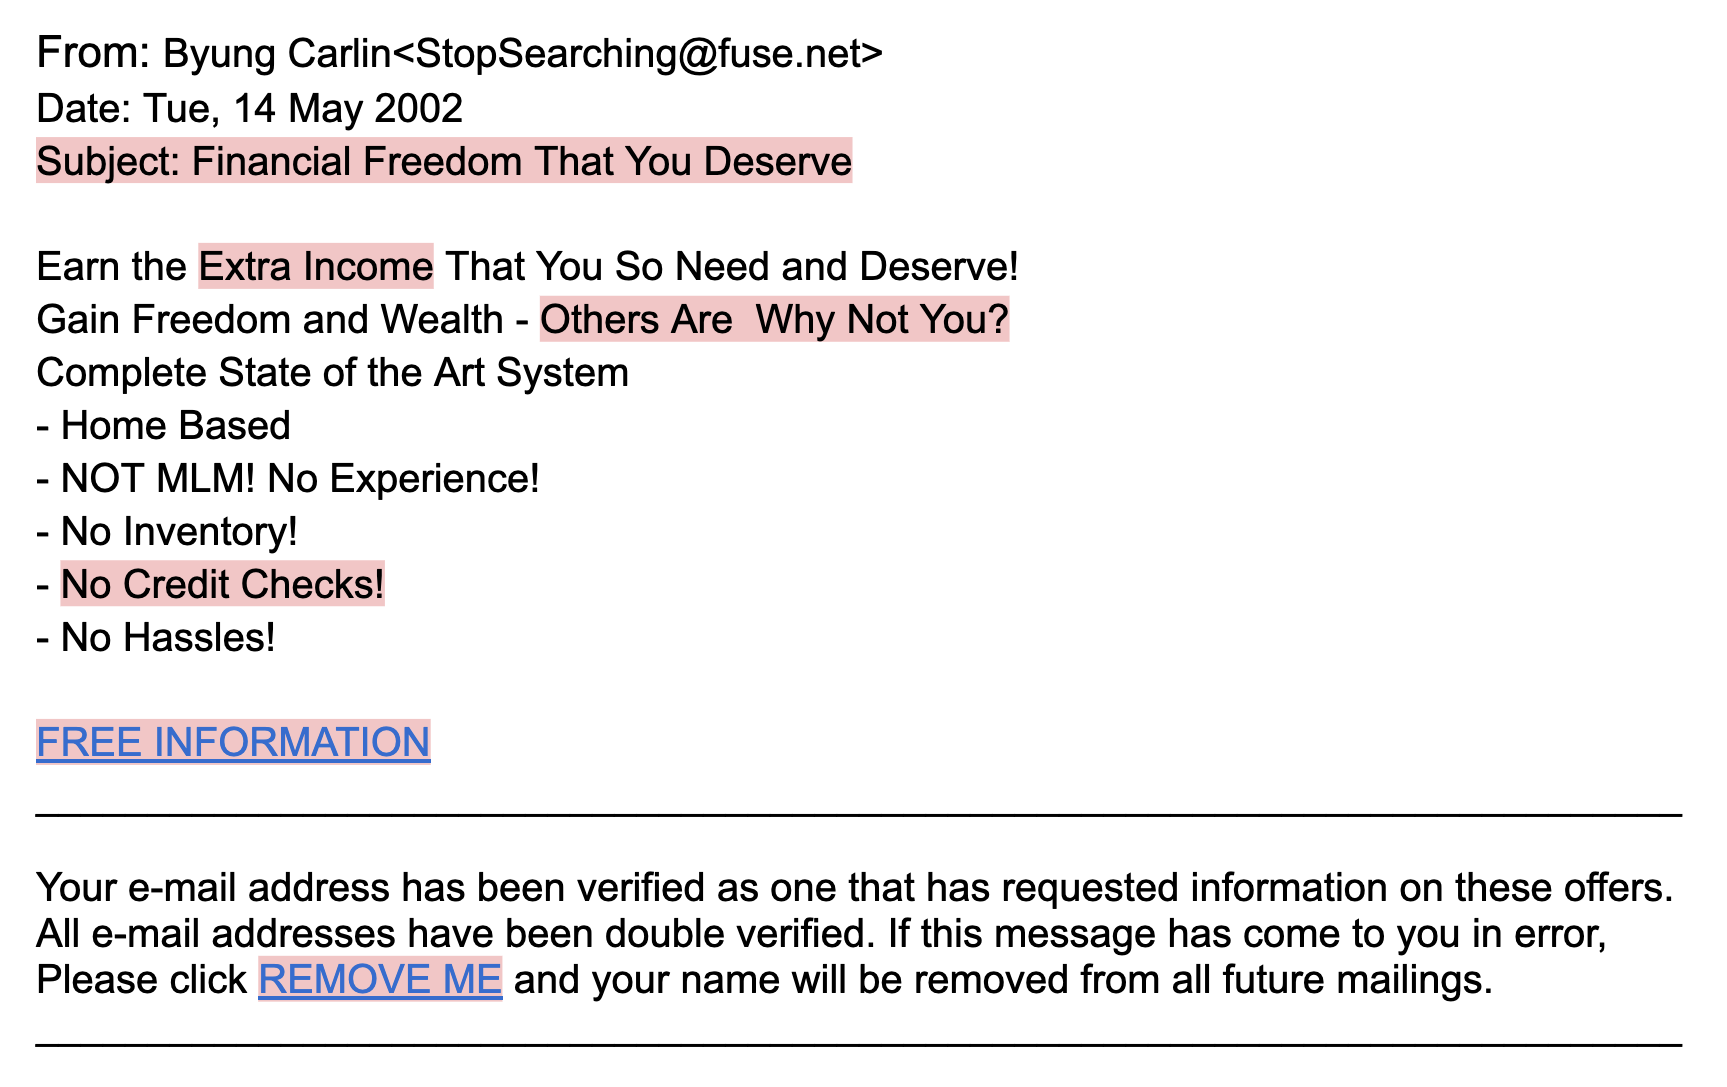 From: Byung Carlin<StopSearching@fuse.net>
Date: Tue, 14 May 2002
Subject: Financial Freedom That You Deserve
Earn the Extra Income That You So Need and Deserve!
Gain Freedom and Wealth - Others Are  Why Not You?
Complete State of the Art System
- Home Based
- NOT MLM! No Experience!
- No Inventory!
- No Credit Checks!
- No Hassles!
FREE INFORMATION
Your e-mail address has been verified as one that has requested information on these offers.
All e-mail addresses have been double verified. If this message has come to you in error,
Please click REMOVE ME and your name will be removed from all future mailings.